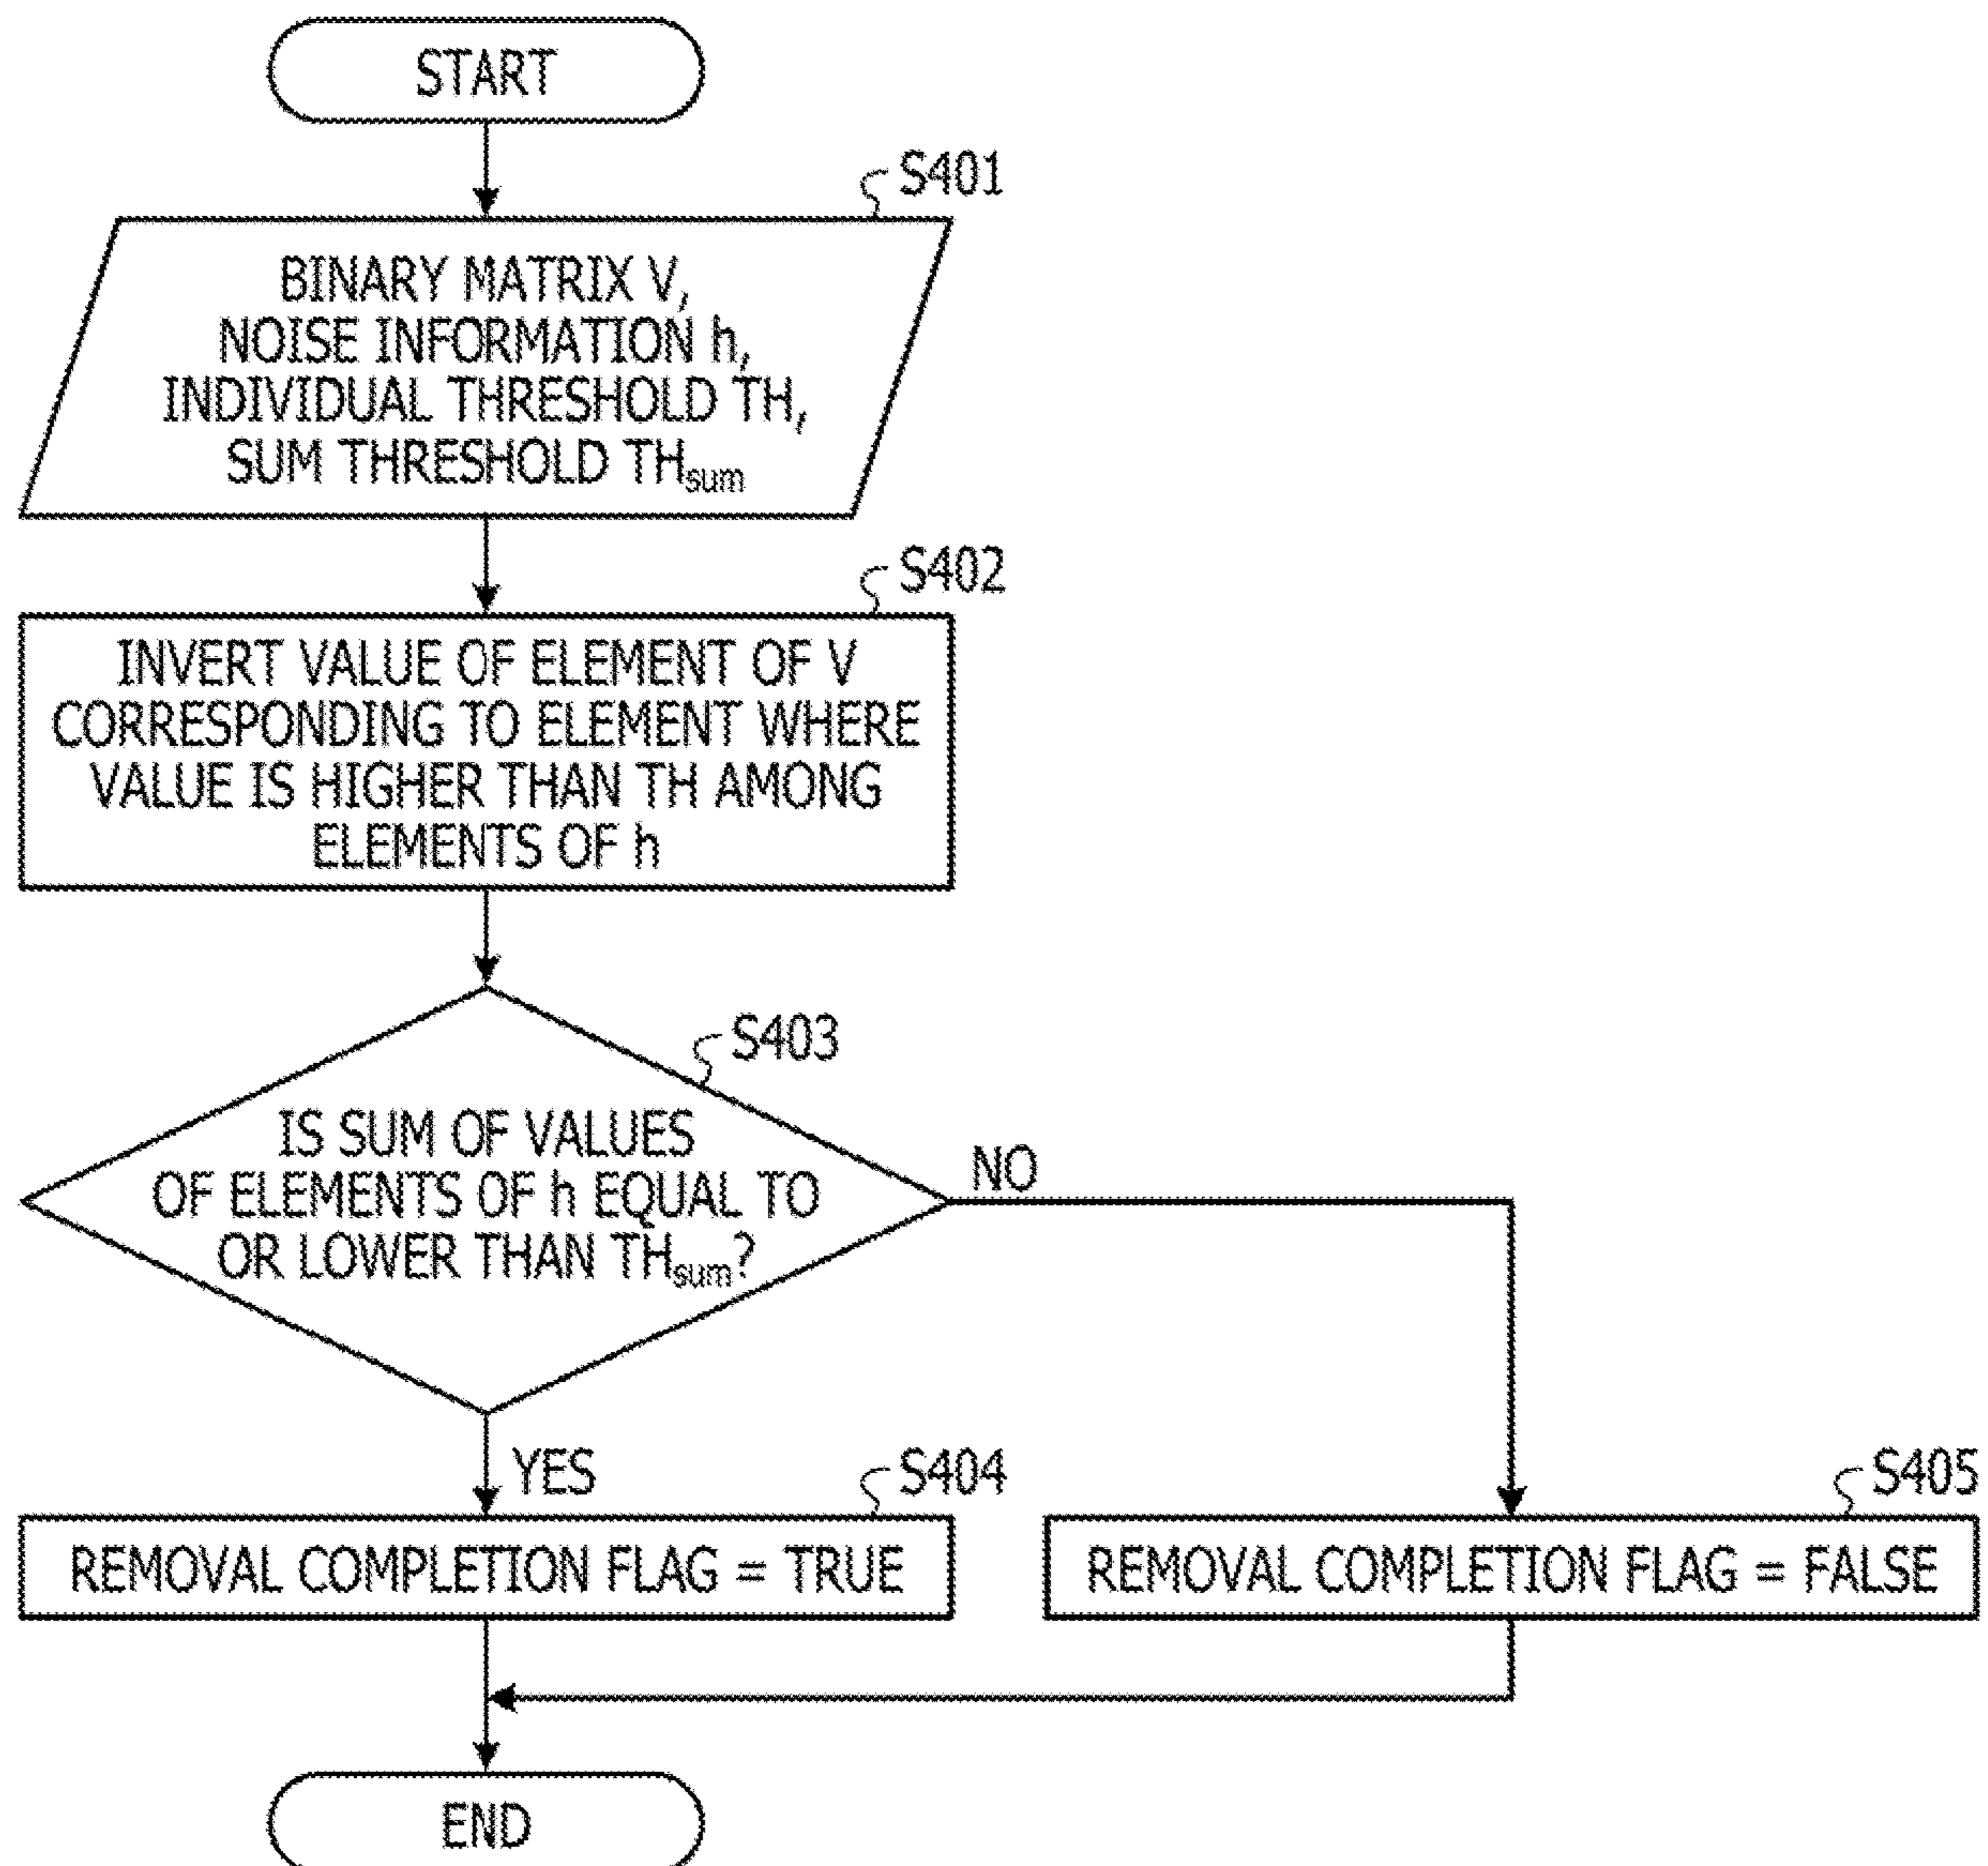 START
S401
BINARY MATRIX V,
NOISE INFORMATION h,
INDIVIDUAL THRESHOLD TH,
SUM THRESHOLD THsum
S402
INVERT VALUE OF ELEMENT OF V
CORRESPONDING TO ELEMENT WHERE
VALUE IS HIGHER THAN TH AMONG
ELEMENTS OF h
S403
IS SUM OF VALUES
OF ELEMENTS OF h EQUAL TO
OR LOWER THAN THsum?
NO
YES
S404
REMOVAL COMPLETION FLAG = TRUE
S405
REMOVAL COMPLETION FLAG = FALSE
END